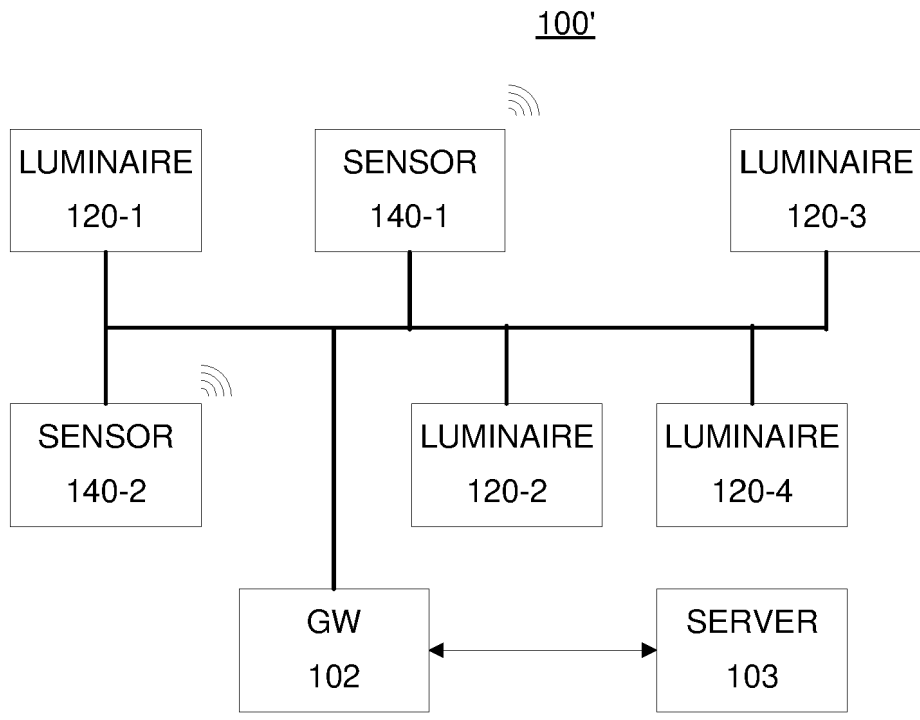 100'
LUMINAIRE
120-1
SENSOR
140-1
LUMINAIRE
120-3
SENSOR
140-2
LUMINAIRE
120-2
LUMINAIRE
120-4
GW
102
SERVER
103